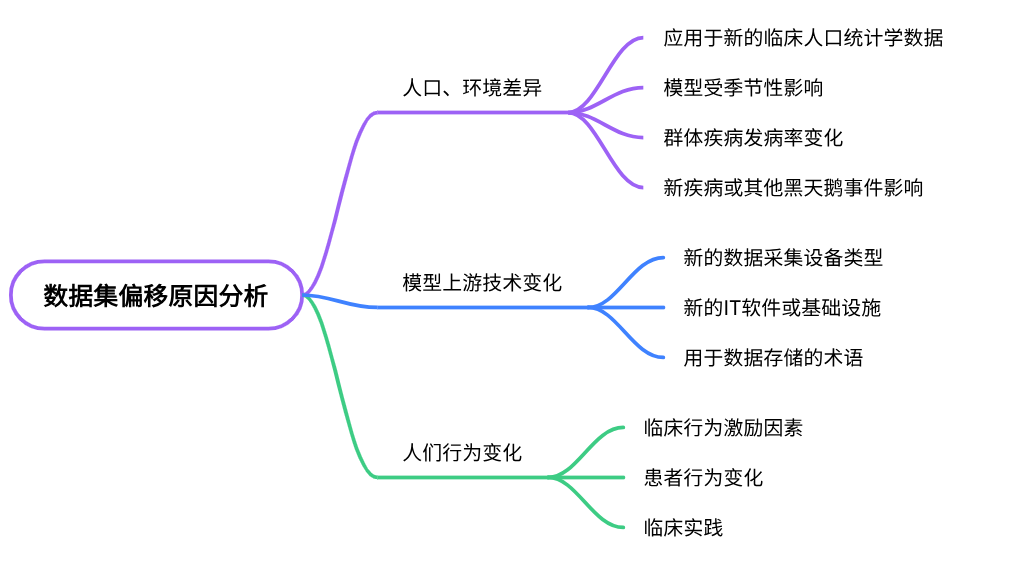 数据集偏移原因分析
人口、环境差异
应用于新的临床人口统计学数据
模型受季节性影响
群体疾病发病率变化
新疾病或其他黑天鹅事件影响
模型上游技术变化
新的数据采集设备类型
新的IT软件或基础设施
用于数据存储的术语
人们行为变化
临床行为激励因素
患者行为变化
临床实践